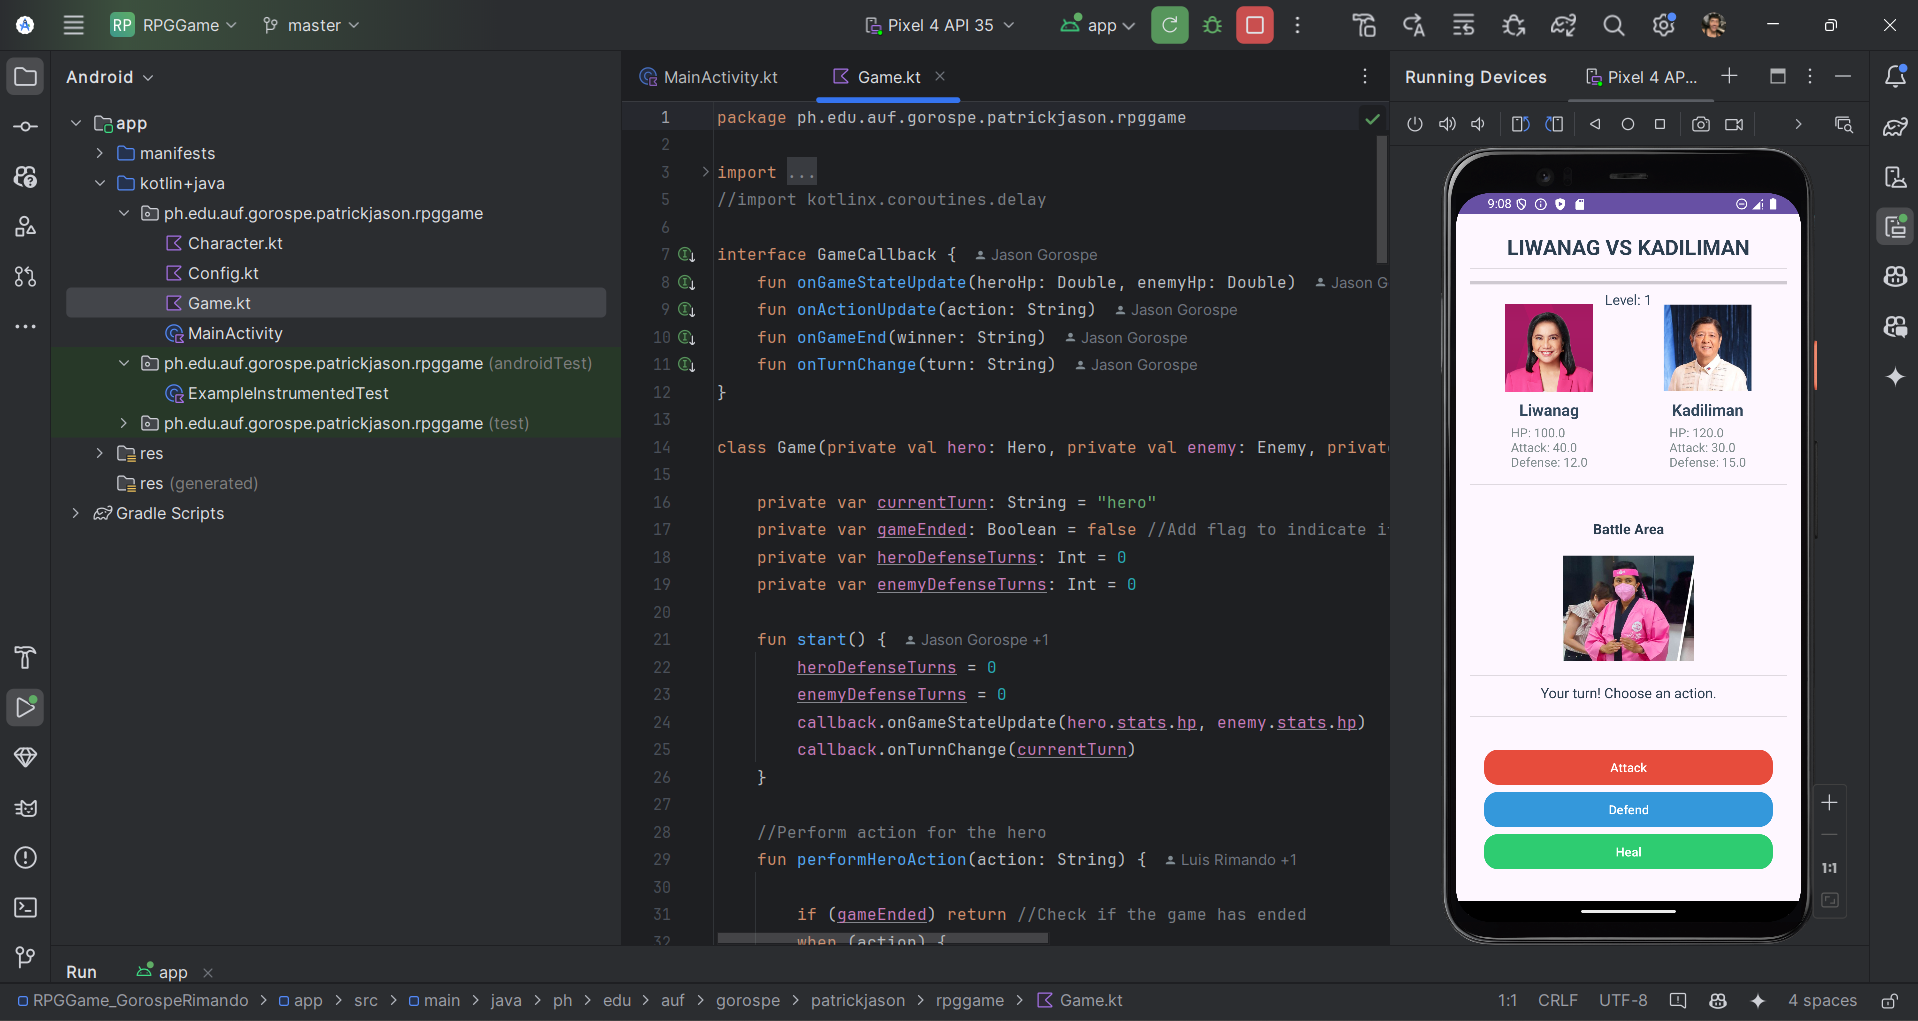 RP RPGGame master Pixel 4 API 35 app
Android
app
manifests
kotlin+java
ph.edu.auf.gorospe.patrickjason.rpggame
Character.kt
Config.kt
Game.kt
MainActivity
ph.edu.auf.gorospe.patrickjason.rpggame (androidTest)
ExampleInstrumentedTest
ph.edu.auf.gorospe.patrickjason.rpggame (test)
res
res (generated)
Gradle Scripts
MainActivity.kt Game.kt
1 package ph.edu.auf.gorospe.patrickjason.rpggame
2
3 import ...
5 //import kotlinx.coroutines.delay
6
7 interface GameCallback { Jason Gorospe
8 fun onGameStateUpdate(heroHp: Double, enemyHp: Double) Jason G
9 fun onActionUpdate(action: String) Jason Gorospe
10 fun onGameEnd(winner: String) Jason Gorospe
11 fun onTurnChange(turn: String) Jason Gorospe
12 }
13
14 class Game(private val hero: Hero, private val enemy: Enemy, privat
15
16 private var currentTurn: String = "hero"
17 private var gameEnded: Boolean = false //Add flag to indicate i
18 private var heroDefenseTurns: Int = 0
19 private var enemyDefenseTurns: Int = 0
20
21 fun start() { Jason Gorospe +1
22 heroDefenseTurns = 0
23 enemyDefenseTurns = 0
24 callback.onGameStateUpdate(hero.stats.hp, enemy.stats.hp)
25 callback.onTurnChange(currentTurn)
26 }
27
28 //Perform action for the hero
29 fun performHeroAction(action: String) { Luis Rimando +1
30
31 if (gameEnded) return //Check if the game has ended
32 when (action) {
Running Devices Pixel 4 AP...
9:08
LIWANAG VS KADILIMAN
Level: 1
Liwanag Kadiliman
HP: 100.0 HP: 120.0
Attack: 40.0 Attack: 30.0
Defense: 12.0 Defense: 15.0
Battle Area
Your turn! Choose an action.
Attack
Defend
Heal
1:1
Run app
RPGGame_GorospeRimando > app > src > main > java > ph > edu > auf > gorospe > patrickjason > rpggame > Game.kt 1:1 CRLF UTF-8 4 spaces